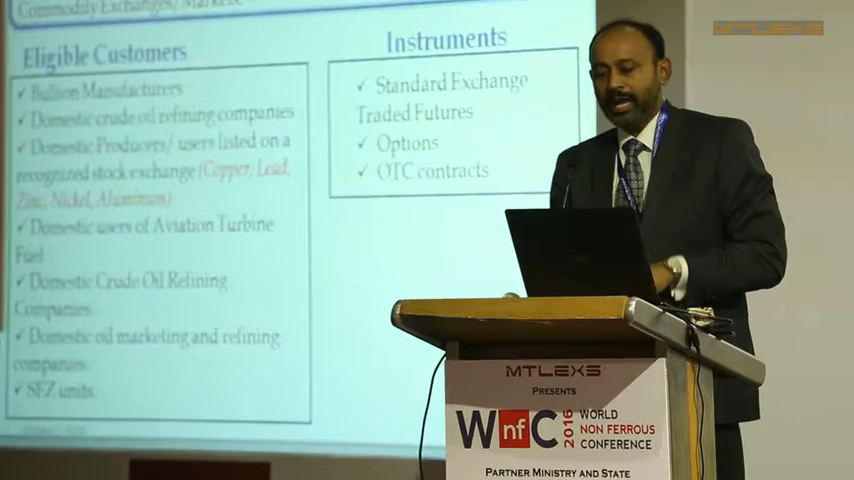 Commodity Exchanges/
MTLEXS
Eligible Customers
✓ Bullion Manufacturers
✓ Domestic crude oil refining companies
✓ Domestic Producers/ users listed on a
recognized stock exchange (Copper, Lead,
Zinc, Nickel, Aluminum)
✓ Domestic users of Aviation Turbine
Fuel
✓ Domestic Crude Oil Refining
Companies
✓ Domestic oil marketing and refining
companies
✓ SEZ units
Instruments
✓ Standard Exchange
Traded Futures
✓ Options
✓ OTC contracts
MTLEXS
PRESENTS
WnfC 2016 WORLD
NON FERROUS
CONFERENCE
PARTNER MINISTRY AND STATE